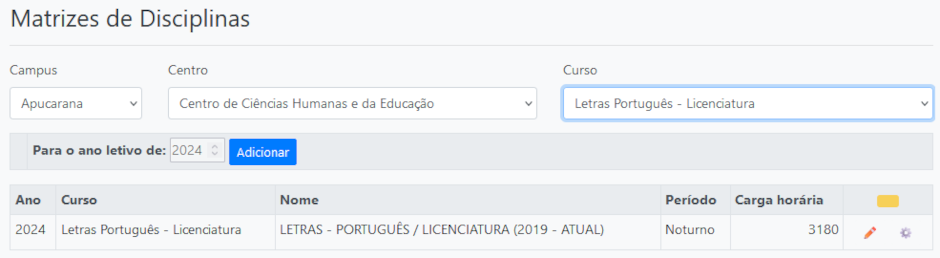 Matrizes de Disciplinas
Campus Centro Curso
Apucarana Centro de Ciências Humanas e da Educação Letras Português - Licenciatura
Para o ano letivo de: 2024 Adicionar
Ano Curso Nome Período Carga horária
2024 Letras Português - Licenciatura LETRAS - PORTUGUÊS / LICENCIATURA (2019 - ATUAL) Noturno 3180